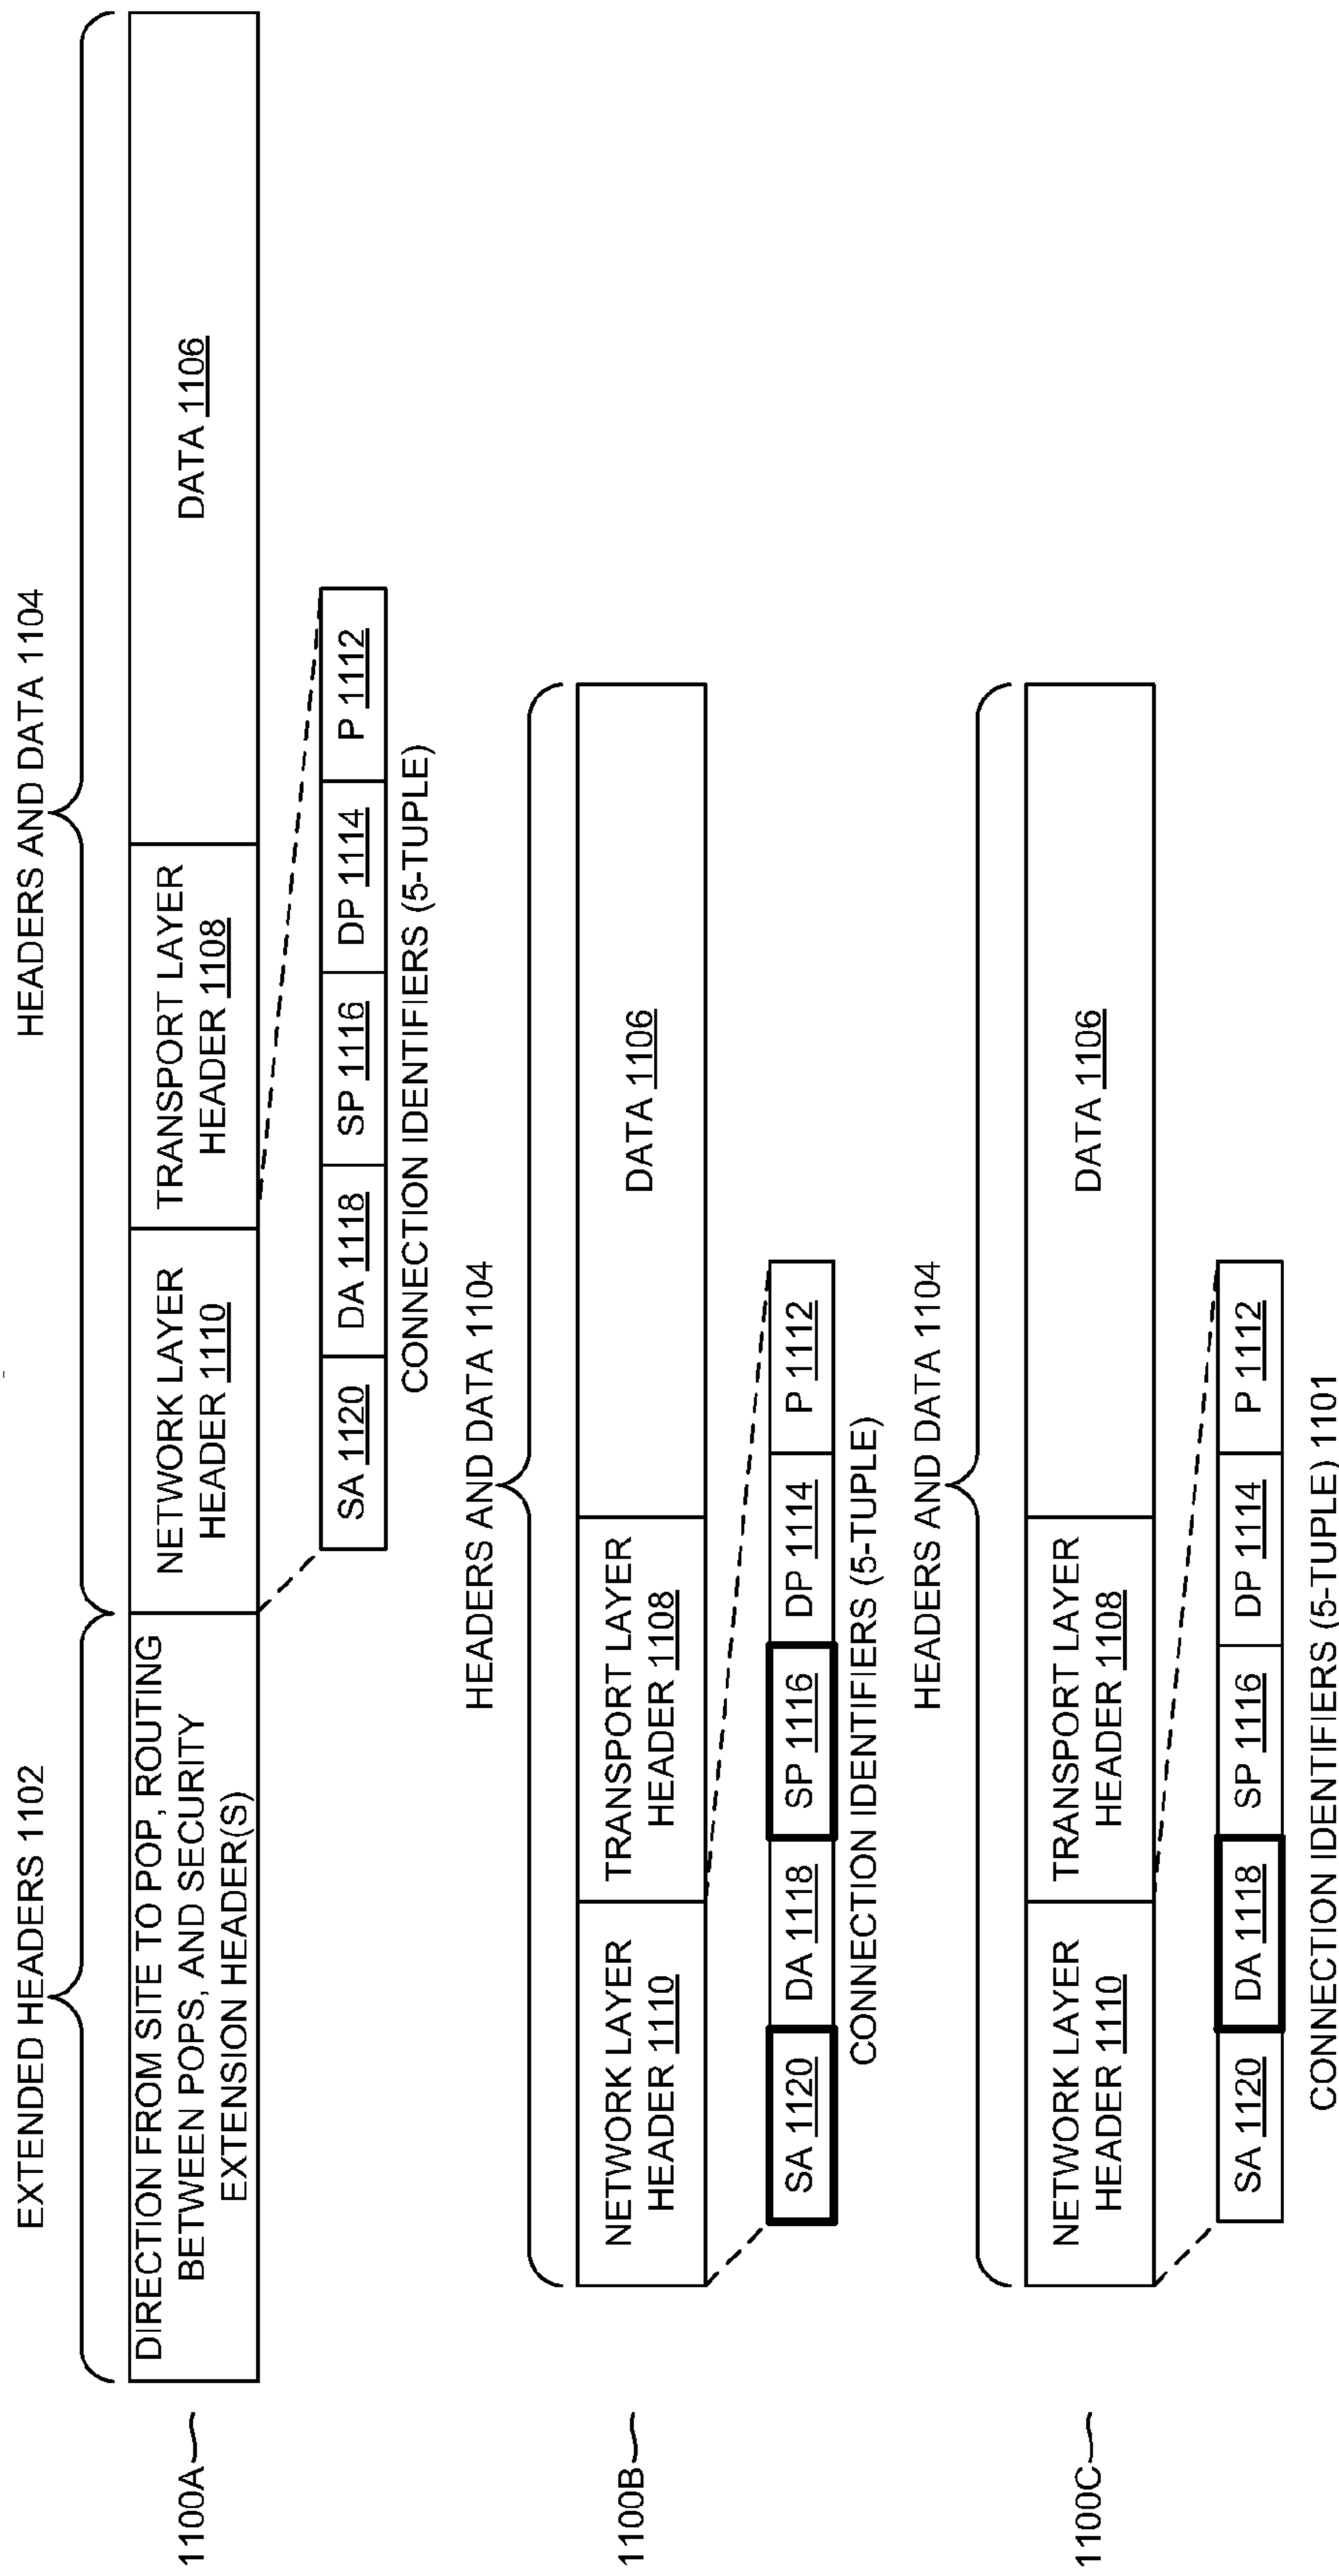 EXTENDED HEADERS 1102
HEADERS AND DATA 1104
1100A
DIRECTION FROM SITE TO POP, ROUTING
BETWEEN POPS, AND SECURITY
EXTENSION HEADER(S)
NETWORK LAYER
HEADER 1110
TRANSPORT LAYER
HEADER 1108
DATA 1106
SA 1120
DA 1118
SP 1116
DP 1114
P 1112
CONNECTION IDENTIFIERS (5-TUPLE)
HEADERS AND DATA 1104
1100B
NETWORK LAYER
HEADER 1110
TRANSPORT LAYER
HEADER 1108
DATA 1106
SA 1120
DA 1118
SP 1116
DP 1114
P 1112
CONNECTION IDENTIFIERS (5-TUPLE)
HEADERS AND DATA 1104
1100C
NETWORK LAYER
HEADER 1110
TRANSPORT LAYER
HEADER 1108
DATA 1106
SA 1120
DA 1118
SP 1116
DP 1114
P 1112
CONNECTION IDENTIFIERS (5-TUPLE) 1101